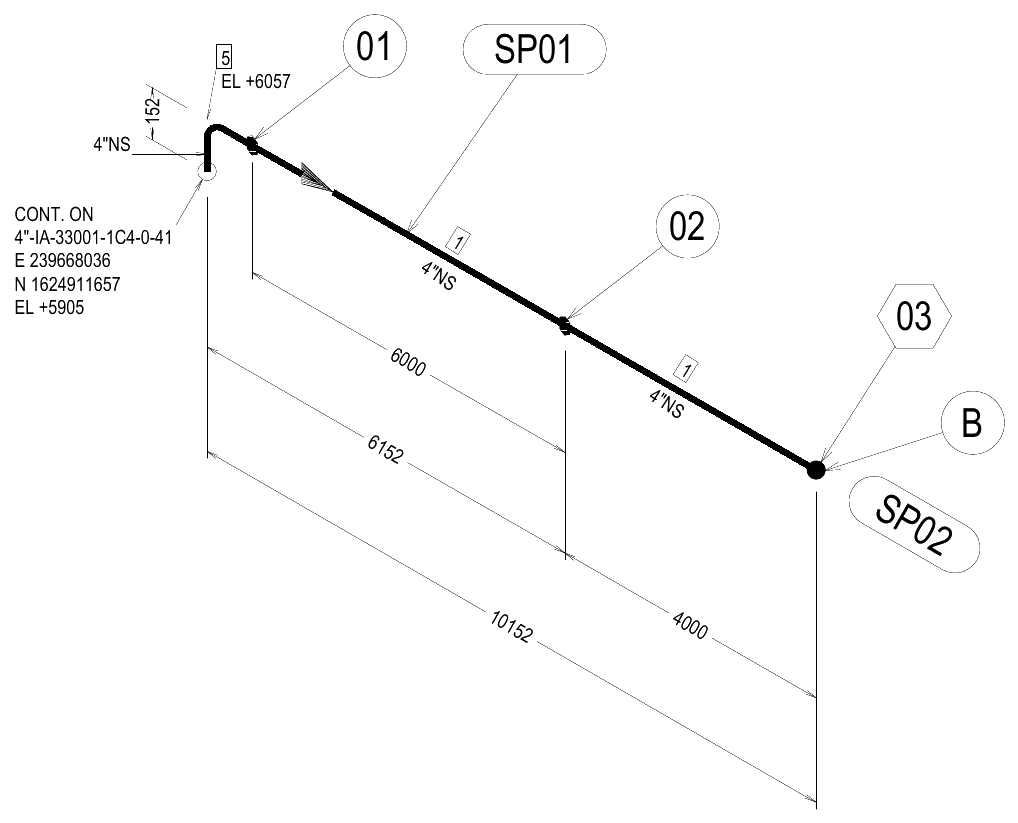 01
SP01
5
EL +6057
152
4"NS
CONT. ON
4"-IA-33001-1C4-0-41
E 239668036
N 1624911657
EL +5905
1
4"NS
02
03
6000
1
4"NS
B
6152
SP02
4000
10152